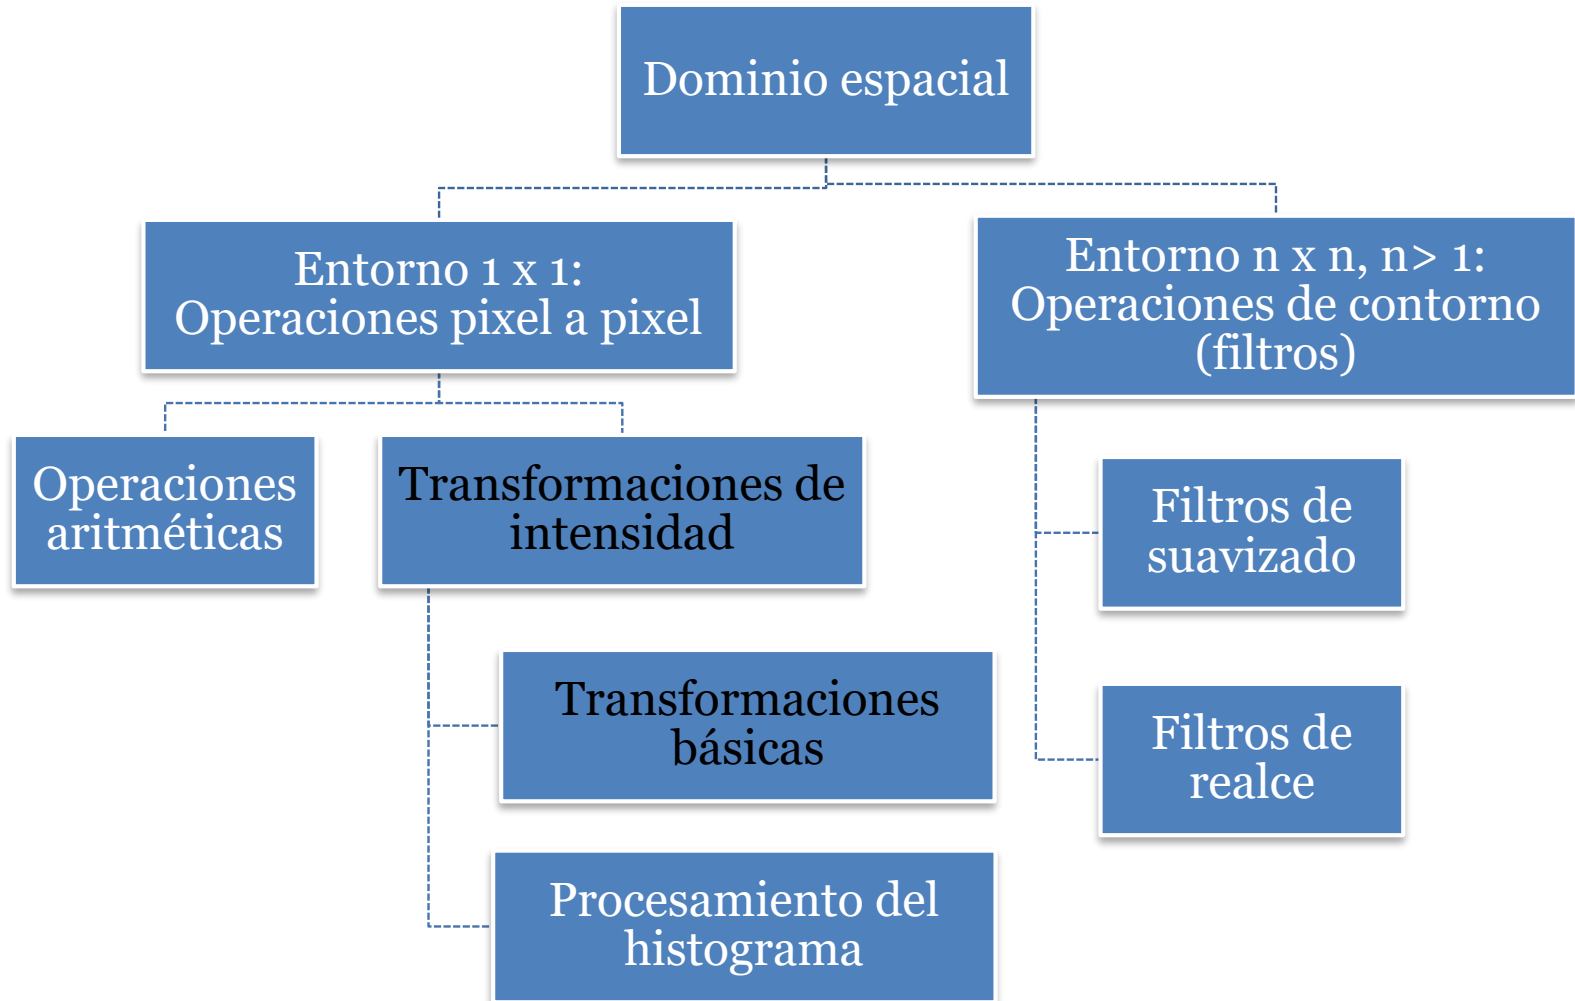 Dominio espacial
Entorno 1 x 1:
Operaciones pixel a pixel
Entorno n x n, n> 1:
Operaciones de contorno
(filtros)
Operaciones
aritméticas
Transformaciones de
intensidad
Filtros de
suavizado
Transformaciones
básicas
Filtros de
realce
Procesamiento del
histograma